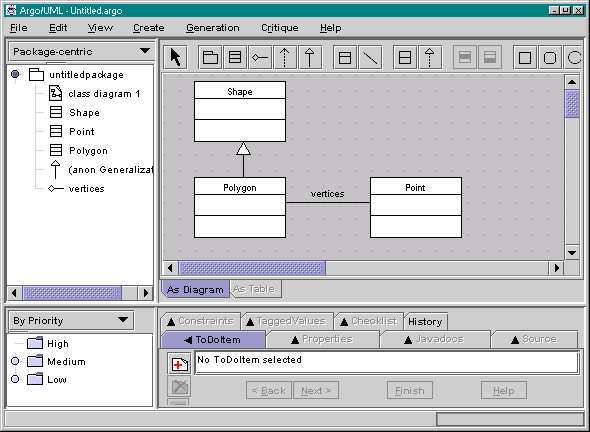 Argo/UML - Untitled.argo
File Edit View Create Generation Critique Help
Package-centric
untitledpackage
class diagram 1
Shape
Point
Polygon
(anon Generalizat
vertices
Shape
Polygon
vertices
Point
As Diagram As Table
By Priority
High
Medium
Low
Constraints TaggedValues Checklist History
ToDoItem Properties Javadocs Source
No ToDoItem selected
< Back Next > Finish Help